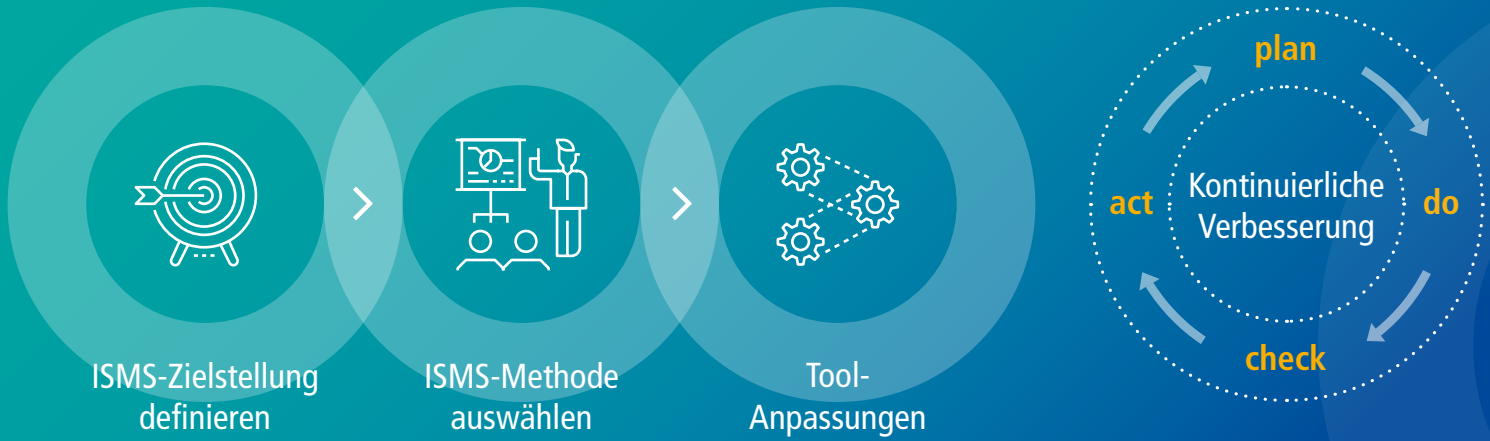 ISMS-Zielstellung
definieren
ISMS-Methode
auswählen
Tool-
Anpassungen
plan
do
check
act
Kontinuierliche
Verbesserung